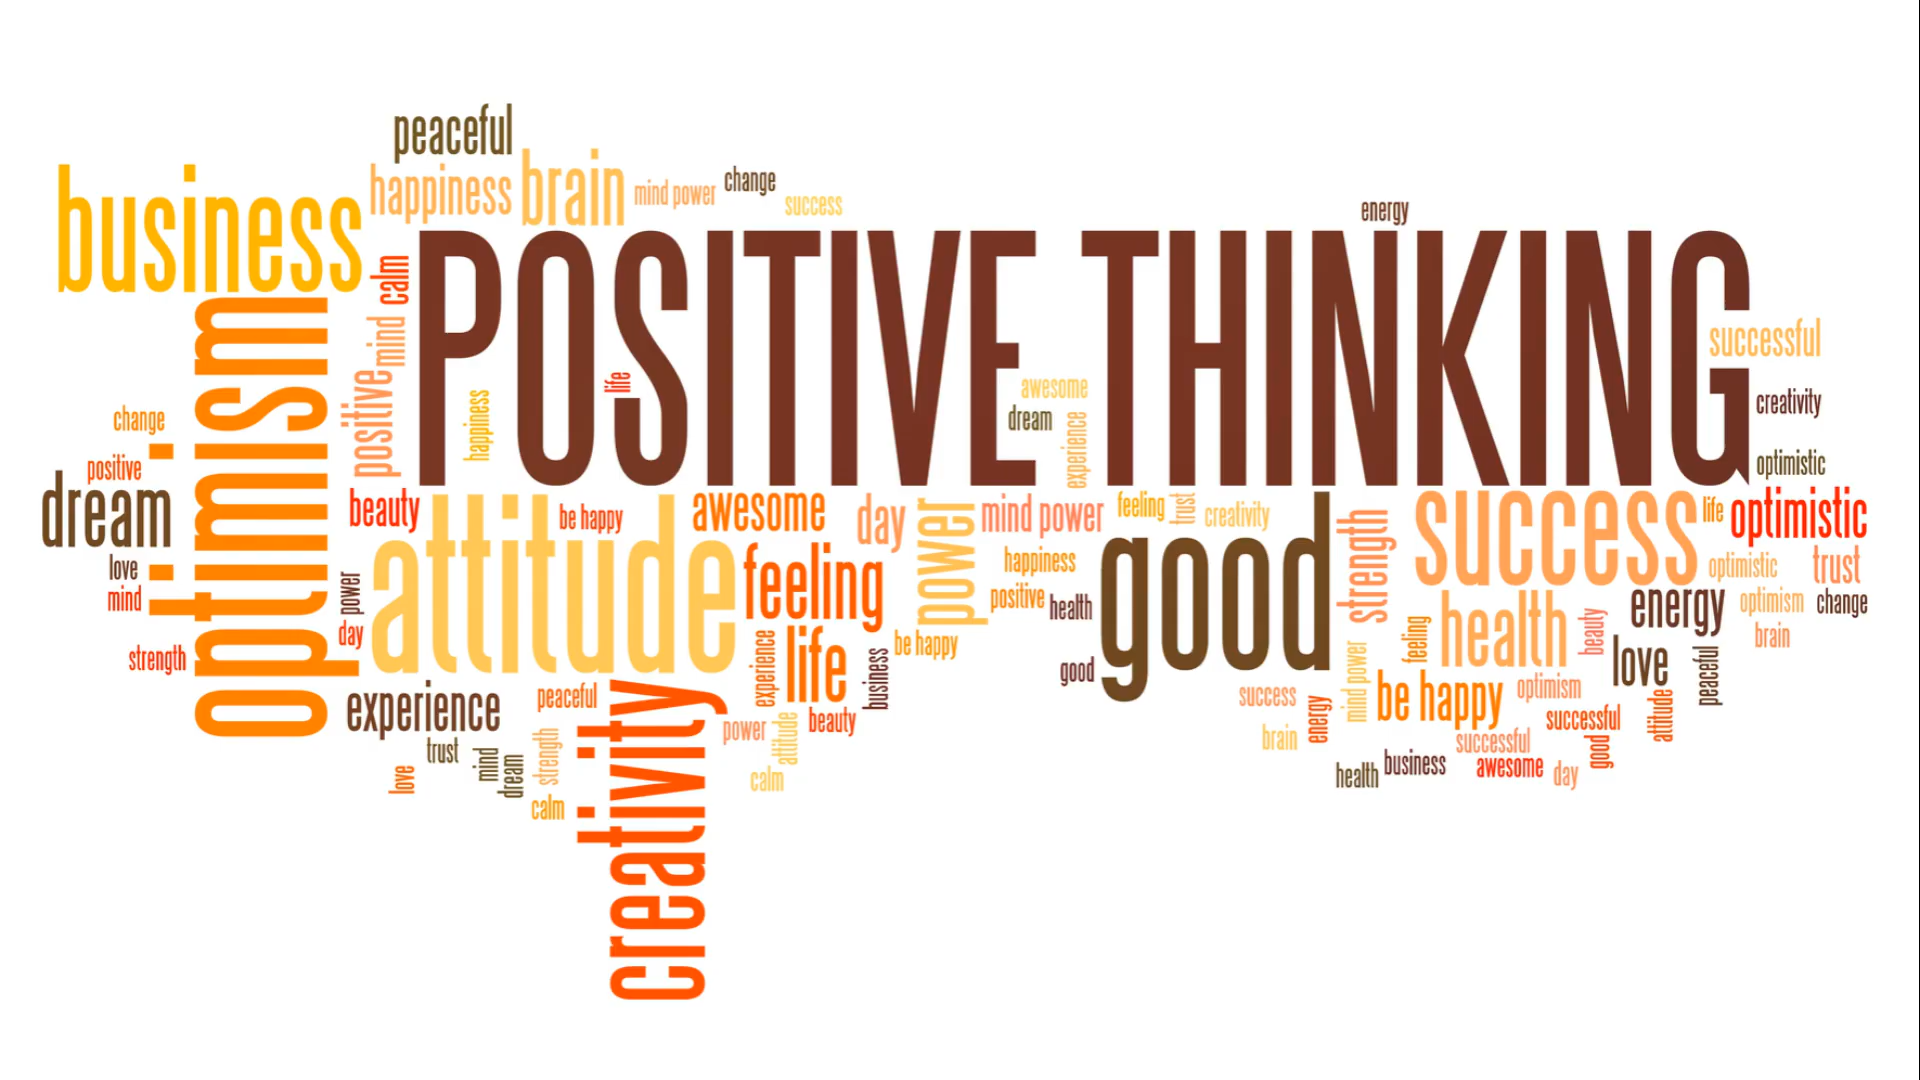 peaceful
happiness
brain
mind power
change
success
business
energy
POSITIVE THINKING
calm
mind
positive
optimism
happiness
life
awesome
dream
experience
successful
creativity
optimistic
change
positive
dream
love
mind
strength
power
day
beauty
attitude
be happy
awesome
feeling
day
power
mind power
feeling
trust
creativity
happiness
positive
health
good
good
be happy
strength
success
life
optimistic
optimistic
trust
health
energy
optimism
change
brain
beauty
feeling
love
peaceful
mind power
be happy
optimism
successful
attitude
success
energy
brain
successful
good
awesome
day
business
health
experience
life
business
beauty
power
attitude
calm
experience
peaceful
creativity
trust
mind
dream
strength
love
calm